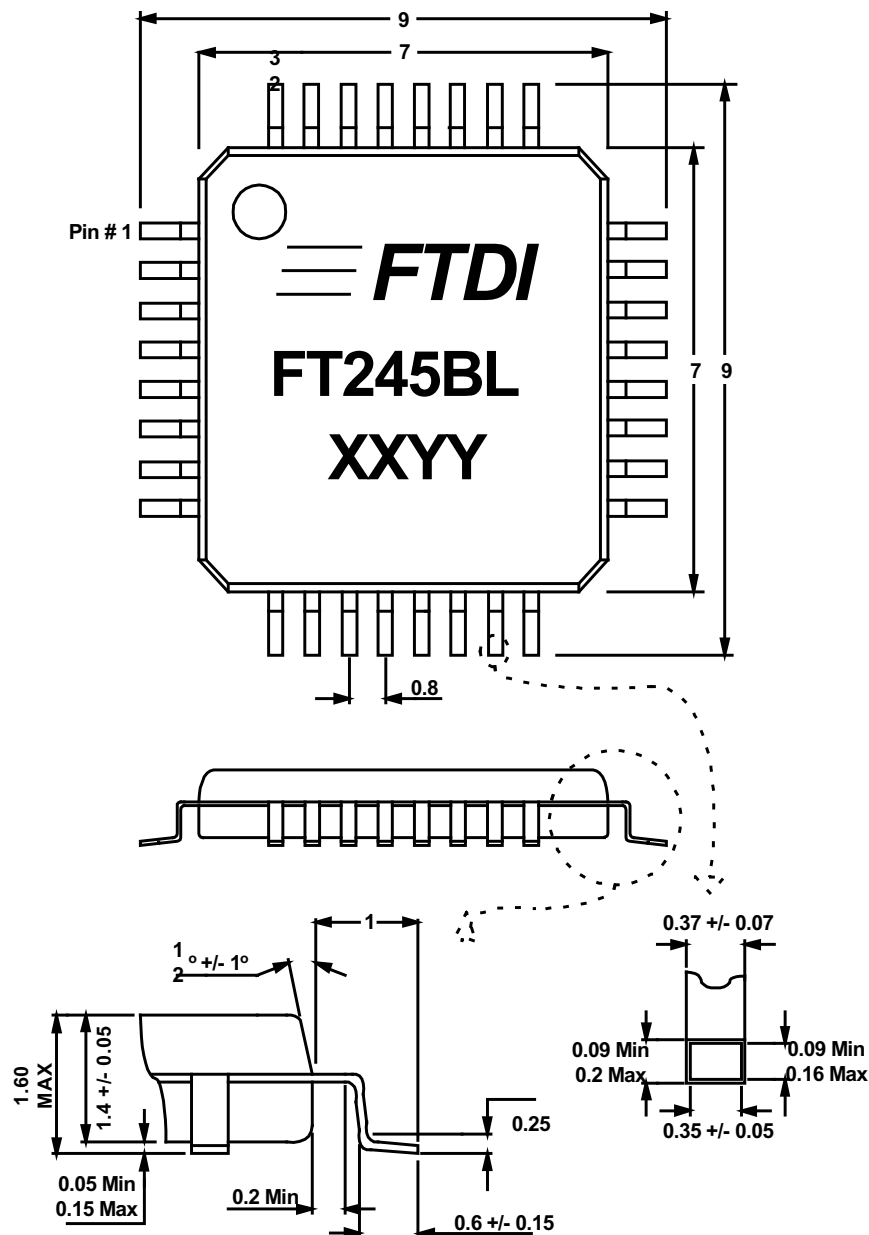 9
7
3
2
Pin # 1
FTDI
FT245BL
XXYY
7 9
0.8
1
1
2 º +/- 1º
0.37 +/- 0.07
1.60
MAX
1.4 +/- 0.05
0.09 Min
0.2 Max
0.09 Min
0.16 Max
0.25
0.35 +/- 0.05
0.05 Min
0.15 Max
0.2 Min
0.6 +/- 0.15